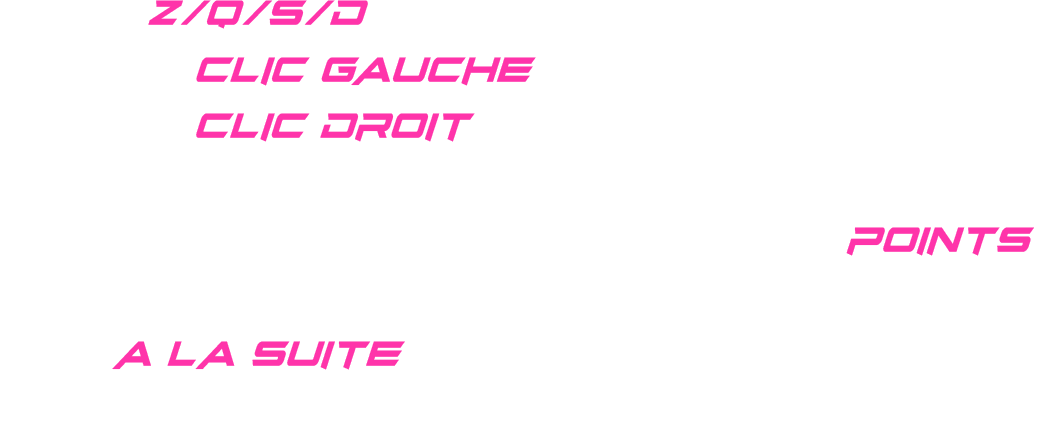 Z/Q/S/D
CLIC GAUCHE
CLIC DROIT
POINTS
A LA SUITE